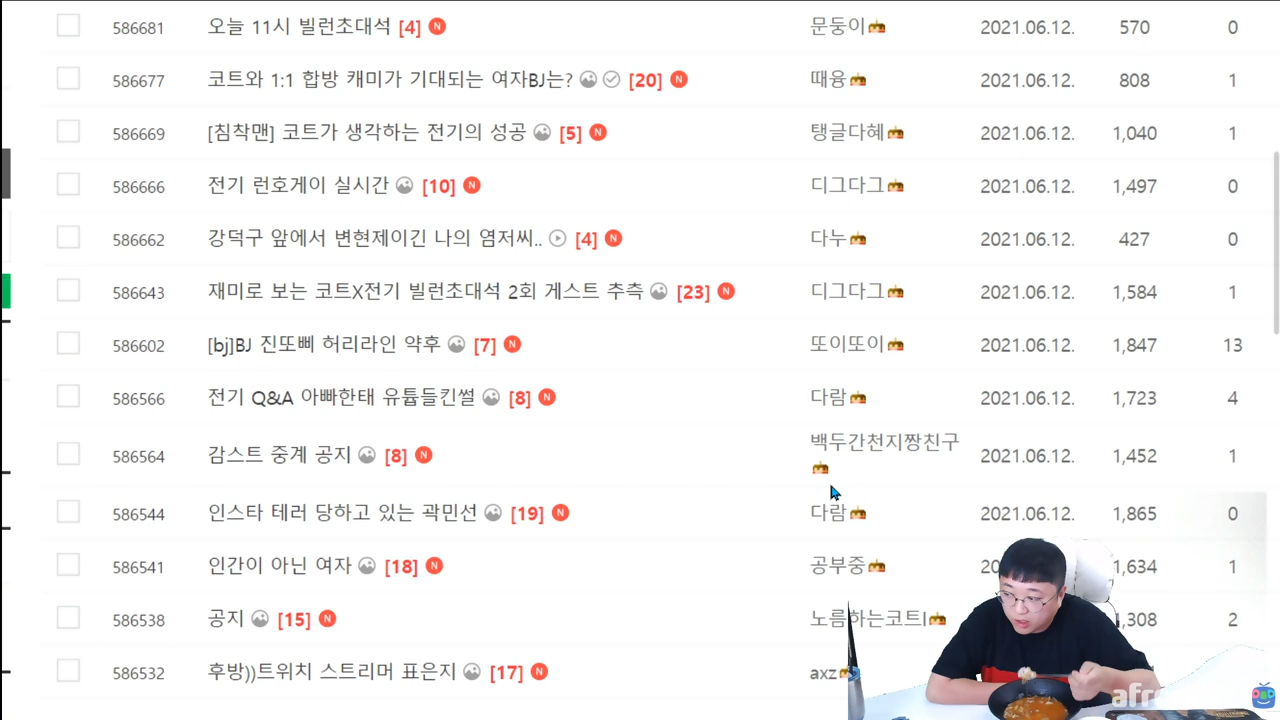 586681 오늘 11시 빌런초대석 [4] N 문둥이 2021.06.12. 570 0
586677 코트와 1:1 합방 캐미가 기대되는 여자BJ는? [20] N 때융 2021.06.12. 808 1
586669 [침착맨] 코트가 생각하는 전기의 성공 [5] N 탱글다혜 2021.06.12. 1,040 1
586666 전기 런호게이 실시간 [10] N 디그다그 2021.06.12. 1,497 0
586662 강덕구 앞에서 변현제이긴 나의 염저씨.. [4] N 다누 2021.06.12. 427 0
586643 재미로 보는 코트X전기 빌런초대석 2회 게스트 추측 [23] N 디그다그 2021.06.12. 1,584 1
586602 [bj]BJ 진또삐 허리라인 약후 [7] N 또이또이 2021.06.12. 1,847 13
586566 전기 Q&A 아빠한태 유튭들킨썰 [8] N 다람 2021.06.12. 1,723 4
586564 감스트 중계 공지 [8] N 백두간천지짱친구 2021.06.12. 1,452 1
586544 인스타 테러 당하고 있는 곽민선 [19] N 다람 2021.06.12. 1,865 0
586541 인간이 아닌 여자 [18] N 공부중 20 1,634 1
586538 공지 [15] N 노름하는코트l ,308 2
586532 후방))트위치 스트리머 표은지 [17] N axz